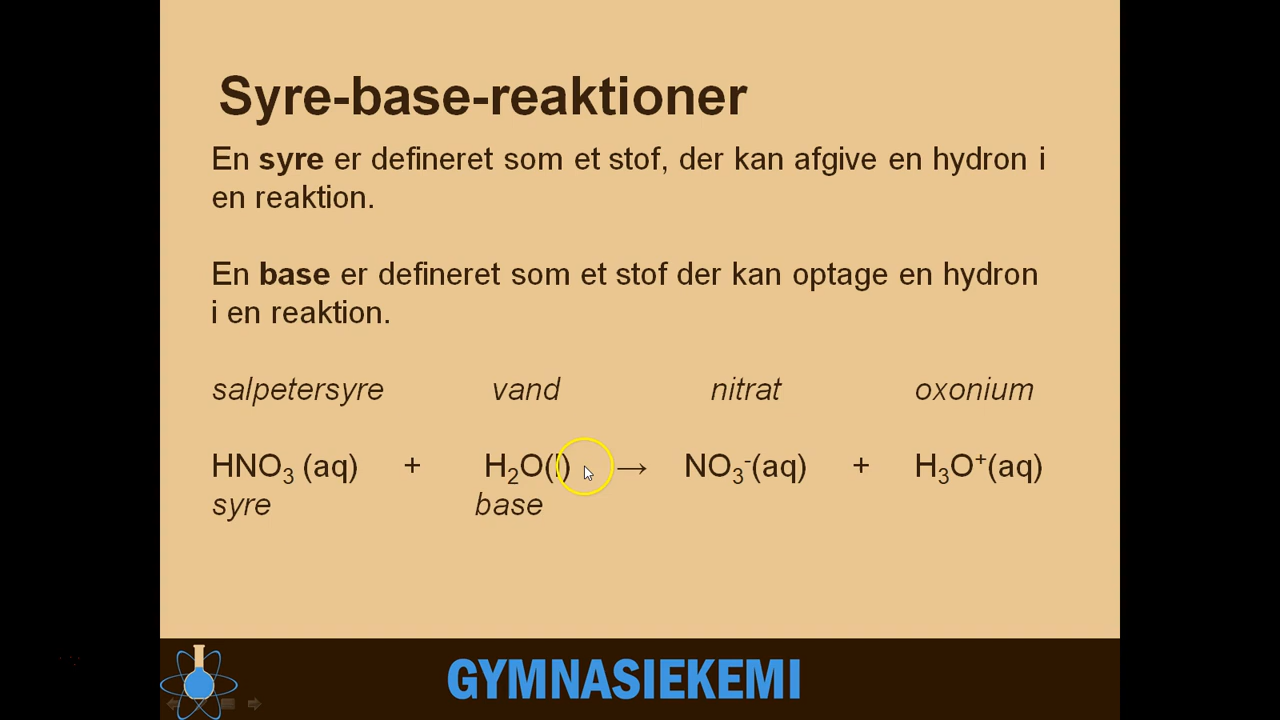 Syre-base-reaktioner
En syre er defineret som et stof, der kan afgive en hydron i
en reaktion.
En base er defineret som et stof der kan optage en hydron
i en reaktion.
salpetersyre vand nitrat oxonium
HNO₃ (aq) + H₂O(l) → NO₃⁻(aq) + H₃O⁺(aq)
syre base
GYMNASIEKEMI